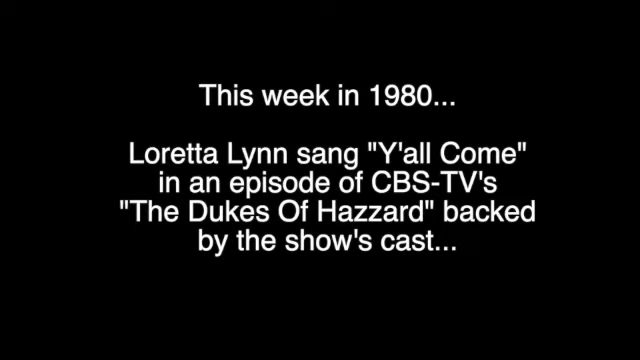 This week in 1980...
Loretta Lynn sang "Y'all Come"
in an episode of CBS-TV's
"The Dukes Of Hazzard" backed
by the show's cast...